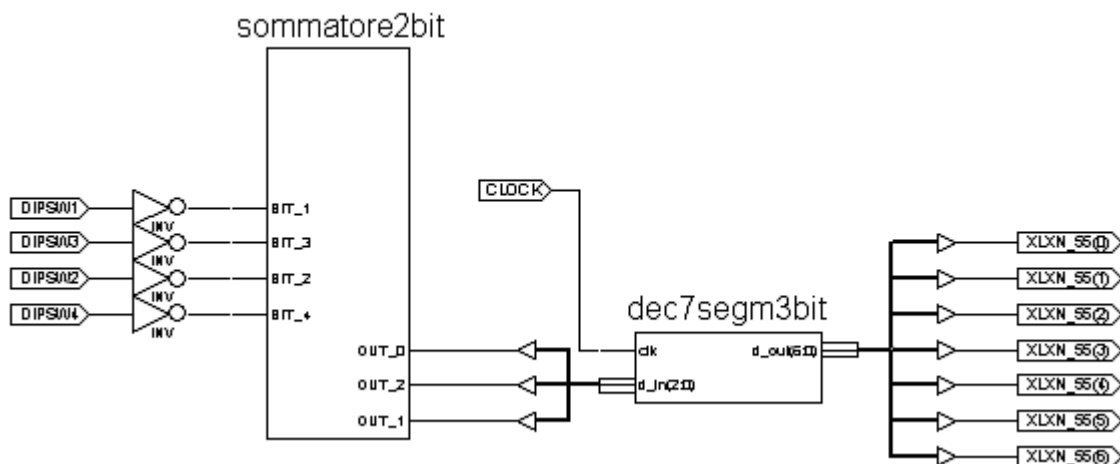 sommatore2bit
DIPSW1
INV
BIT_1
DIPSW3
INV
BIT_3
DIPSW2
INV
BIT_2
DIPSW4
INV
BIT_4
OUT_0
OUT_2
OUT_1
CLOCK
dec7segm3bit
clk
d_out(6:0)
d_in(2:0)
XLXN_55(0)
XLXN_55(1)
XLXN_55(2)
XLXN_55(3)
XLXN_55(4)
XLXN_55(5)
XLXN_55(6)